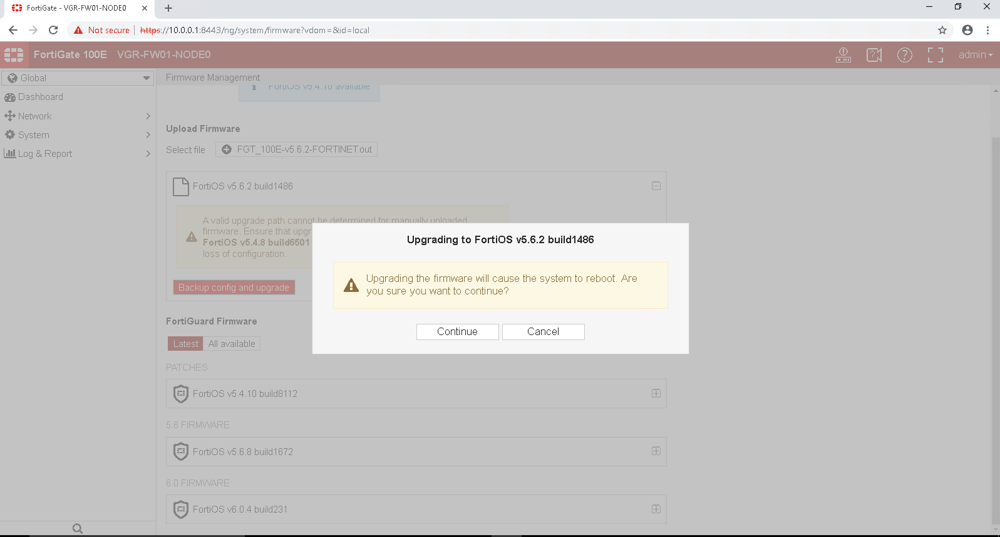 FortiGate - VGR-FW01-NODE0
Not secure https://10.0.0.1:8443/ng/system/firmware?vdom=&id=local
FortiGate 100E VGR-FW01-NODE0 admin
Global
Firmware Management
FortiOS v5.4.10 available
Dashboard
Network
System
Log & Report
Upload Firmware
Select file FGT_100E-v5.6.2-FORTINET.out
FortiOS v5.6.2 build1486
A valid upgrade path cannot be determined for manually uploaded
firmware. Ensure that upgr
FortiOS v5.4.8 build6501
loss of configuration.
Backup config and upgrade
Upgrading to FortiOS v5.6.2 build1486
Upgrading the firmware will cause the system to reboot. Are
you sure you want to continue?
Continue Cancel
FortiGuard Firmware
Latest All available
PATCHES
FortiOS v5.4.10 build8112
5.6 FIRMWARE
FortiOS v5.6.8 build1672
6.0 FIRMWARE
FortiOS v6.0.4 build231